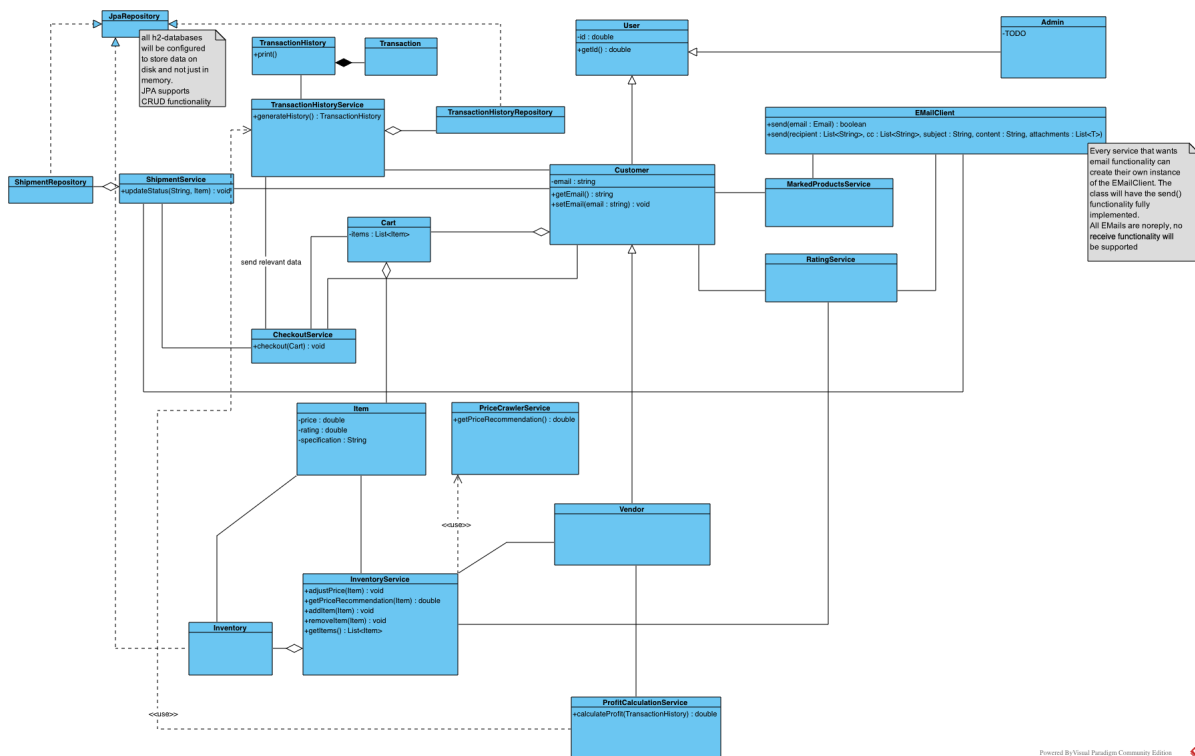 JpaRepository
all h2-databases
will be configured
to store data on
disk and not just in
memory.
JPA supports
CRUD functionality
TransactionHistory
+print()
Transaction
User
-id : double
+getId() : double
Admin
-TODO
TransactionHistoryService
+generateHistory() : TransactionHistory
TransactionHistoryRepository
EMailClient
+send(email : Email) : boolean
+send(recipient : List<String>, cc : List<String>, subject : String, content : String, attachments : List<T>)
Every service that wants
email functionality can
create their own instance
of the EMailClient. The
class will have the send()
functionality fully
implemented.
All EMails are noreply, no
receive functionality will
be supported
ShipmentRepository
ShipmentService
+updateStatus(String, Item) : void
Customer
-email : string
+getEmail() : string
+setEmail(email : string) : void
MarkedProductsService
Cart
-items : List<Item>
send relevant data
RatingService
CheckoutService
+checkout(Cart) : void
Item
-price : double
-rating : double
-specification : String
PriceCrawlerService
+getPriceRecommendation() : double
<<use>>
Vendor
InventoryService
+adjustPrice(Item) : void
+getPriceRecommendation(Item) : double
+addItem(Item) : void
+removeItem(Item) : void
+getItems() : List<Item>
Inventory
<<use>>
ProfitCalculationService
+calculateProfit(TransactionHistory) : double
Powered By Visual Paradigm Community Edition